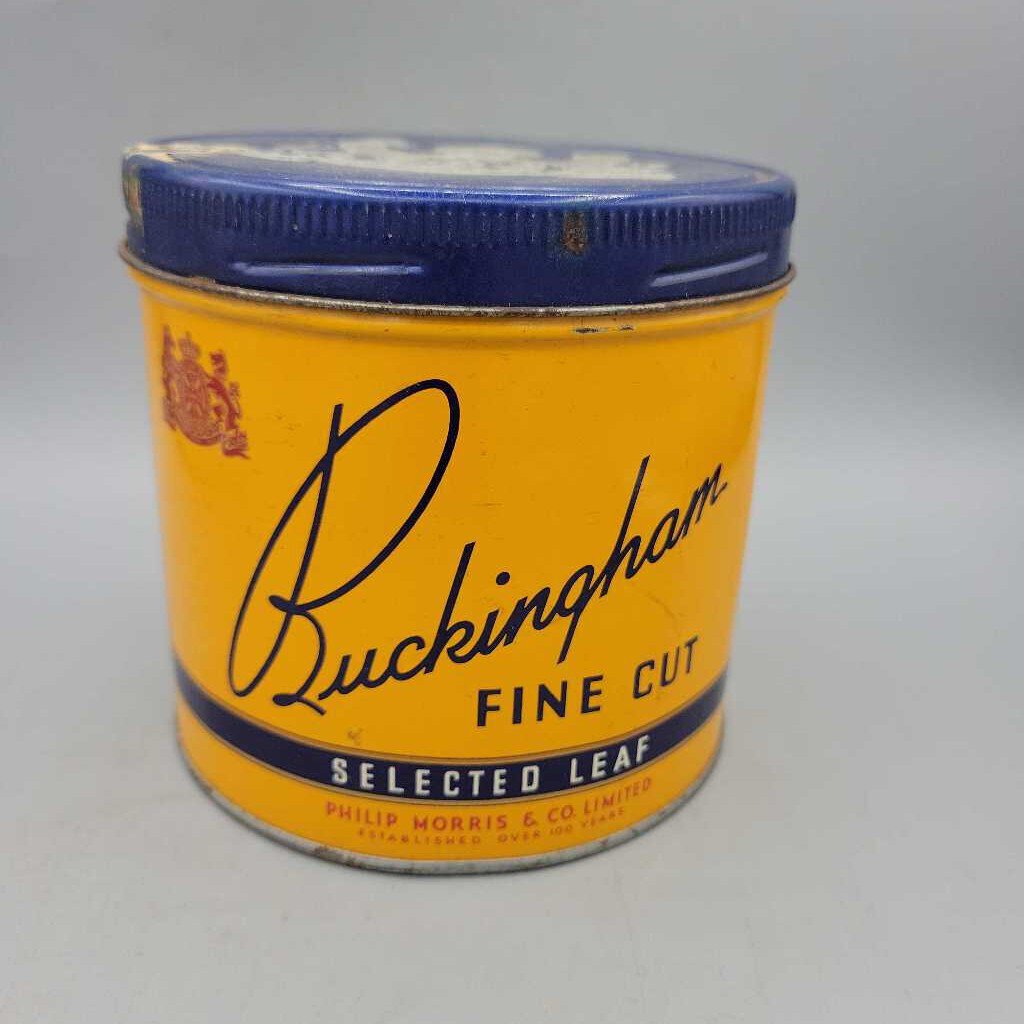 Buckingham
FINE CUT
SELECTED LEAF
PHILIP MORRIS & CO. LIMITED
ESTABLISHED OVER 100 YEARS